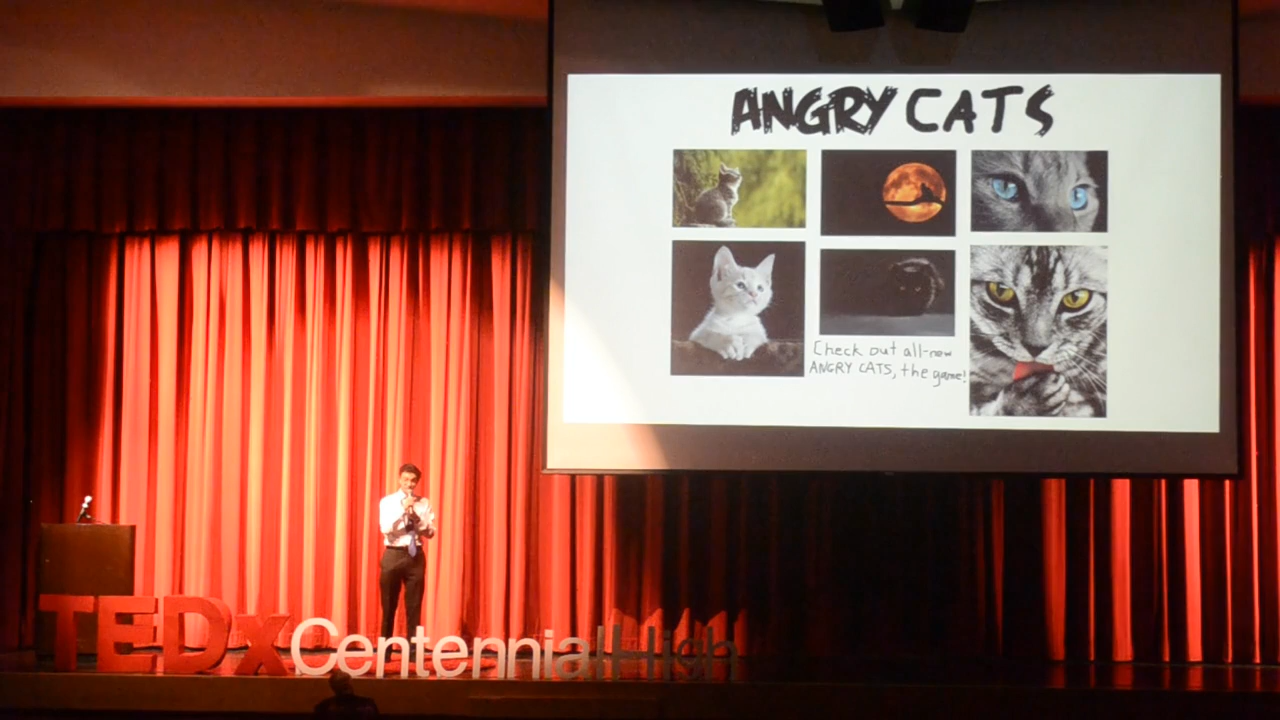 ANGRY CATS
Check out all-new
ANGRY CATS, the game!
TEDxCentennialHigh